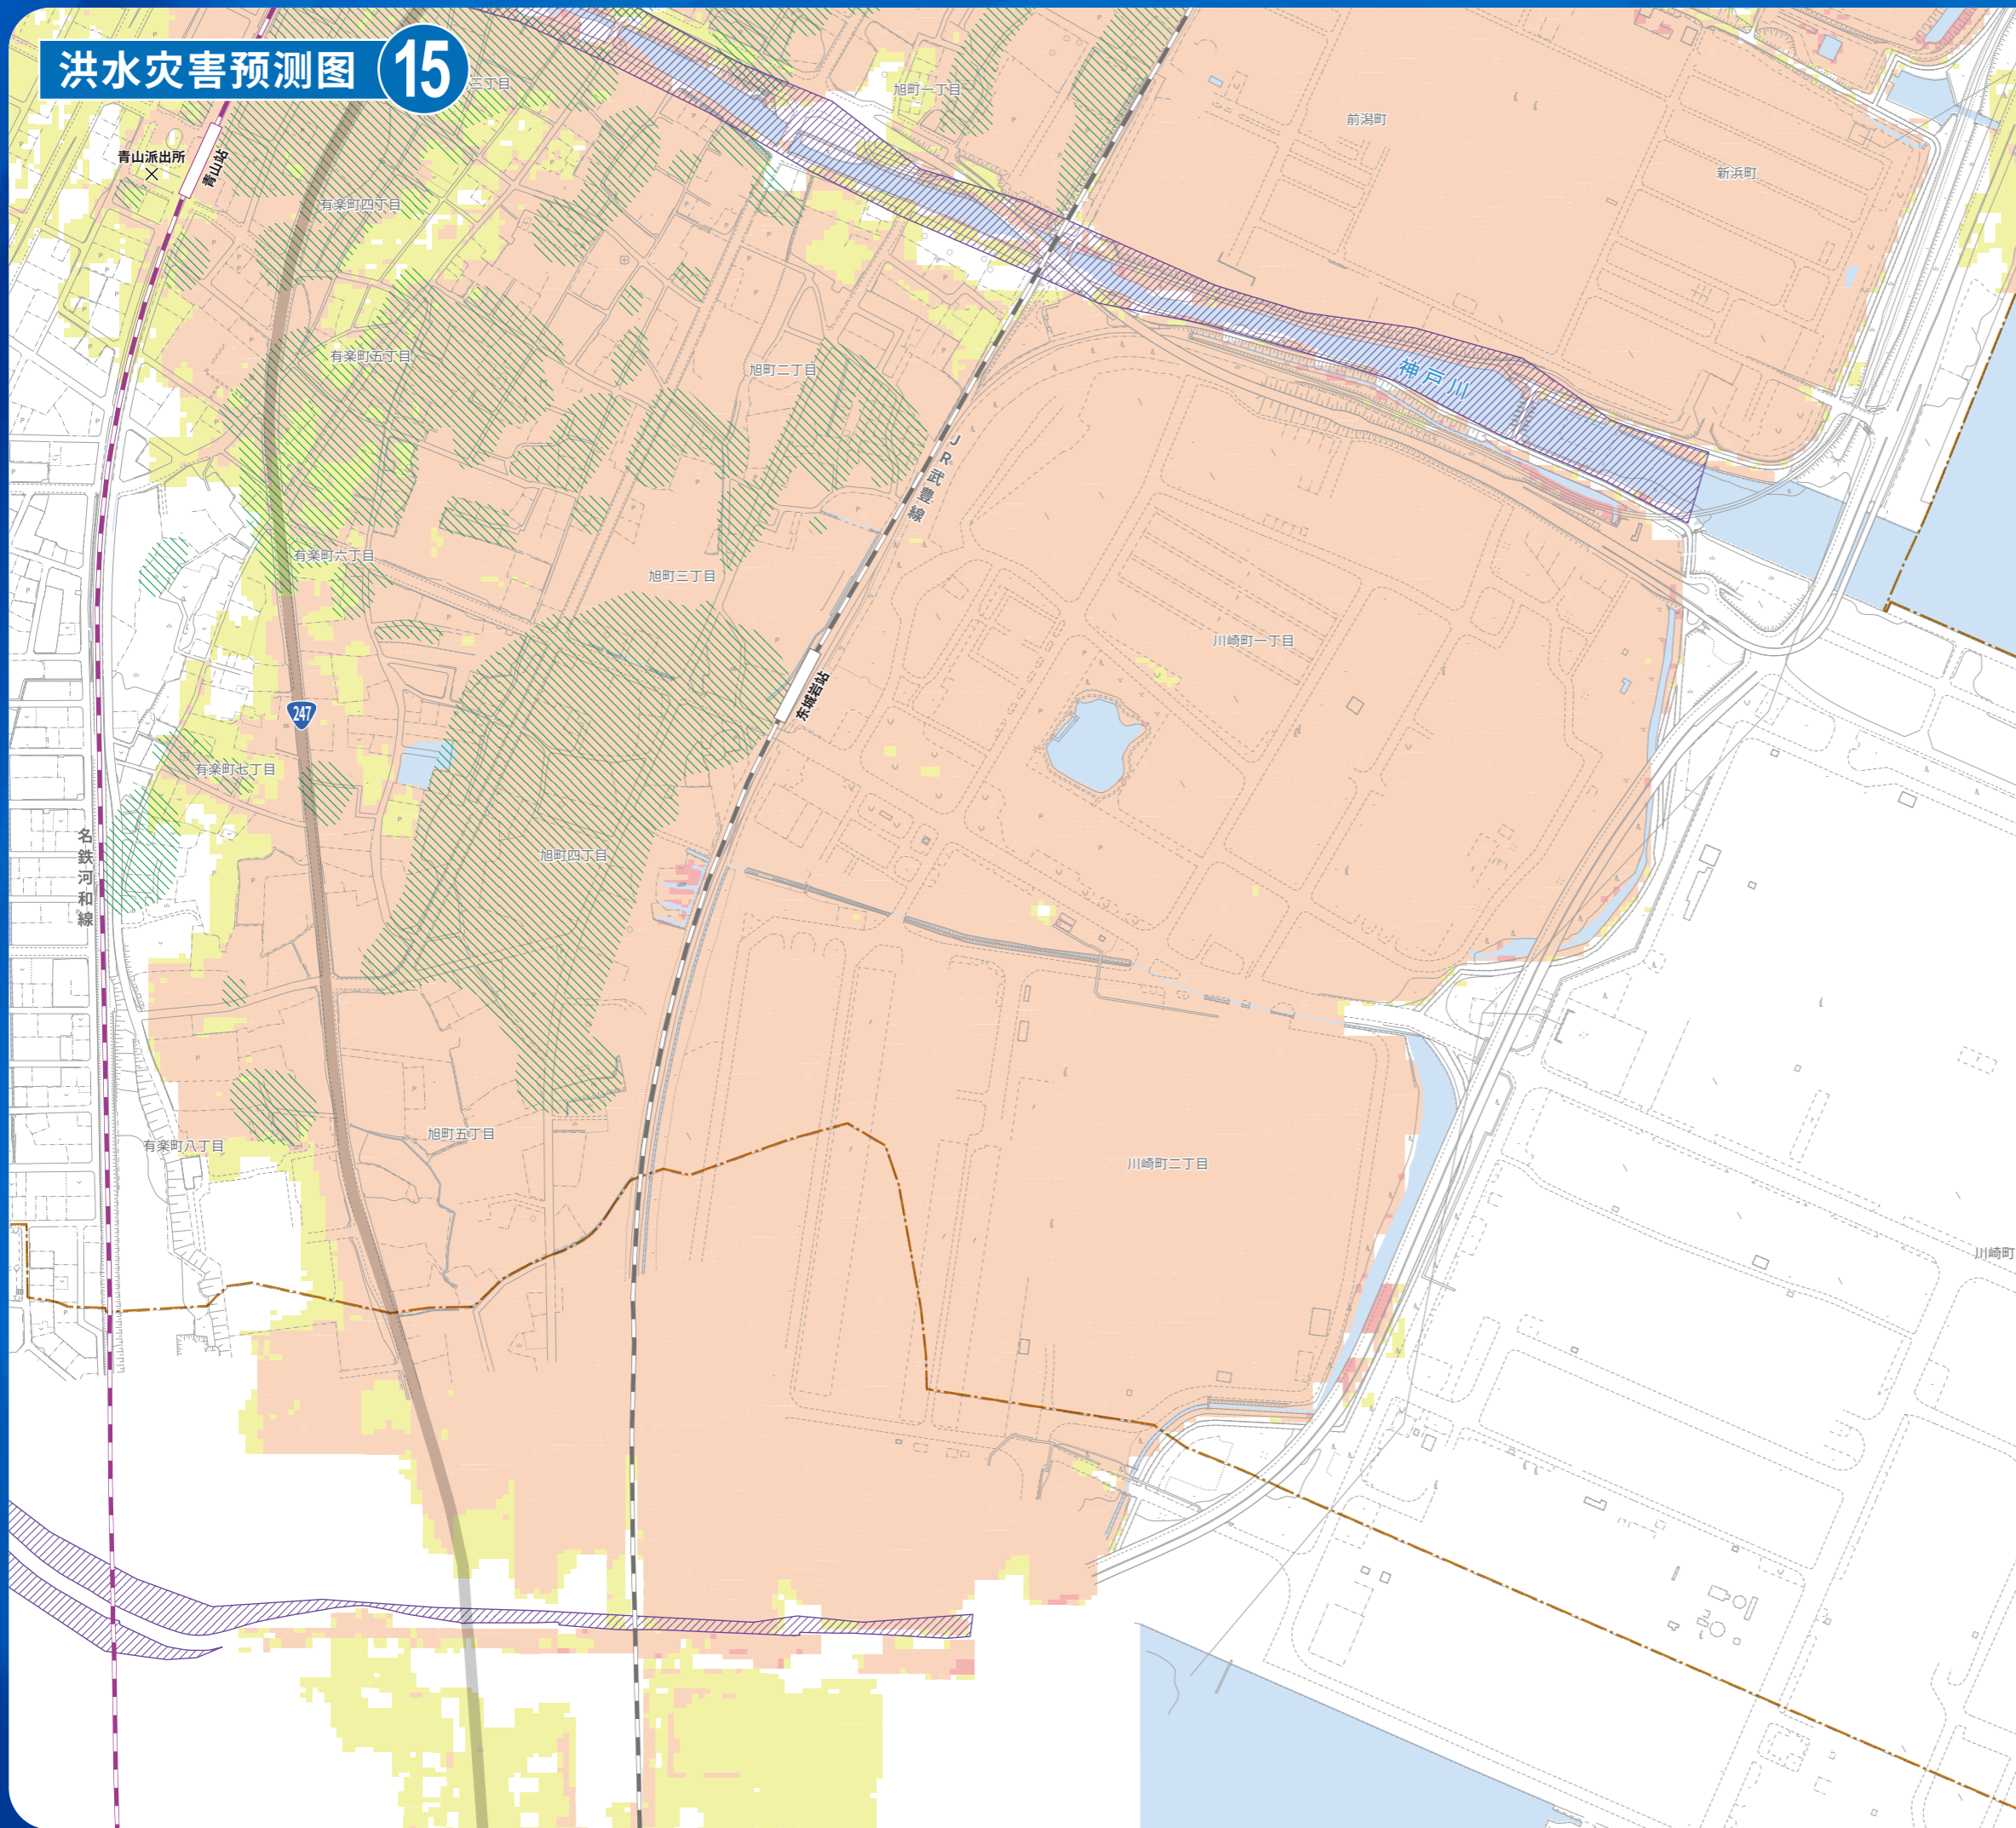 洪水灾害预测图 15
三丁目
旭町一丁目
前潟町
新浜町
青山派出所
青山站
有楽町四丁目
有楽町五丁目
旭町二丁目
神戸川
JR武豊線
有楽町六丁目
旭町三丁目
川崎町一丁目
东城岩站
247
有楽町七丁目
名鉄河和線
旭町四丁目
旭町五丁目
有楽町八丁目
川崎町二丁目
川崎町